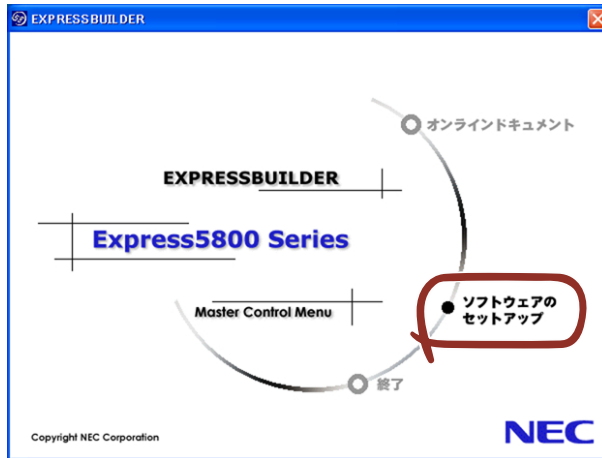 EXPRESSBUILDER
オンラインドキュメント
EXPRESSBUILDER
Express5800 Series
ソフトウェアの
セットアップ
Master Control Menu
終了
Copyright NEC Corporation
NEC